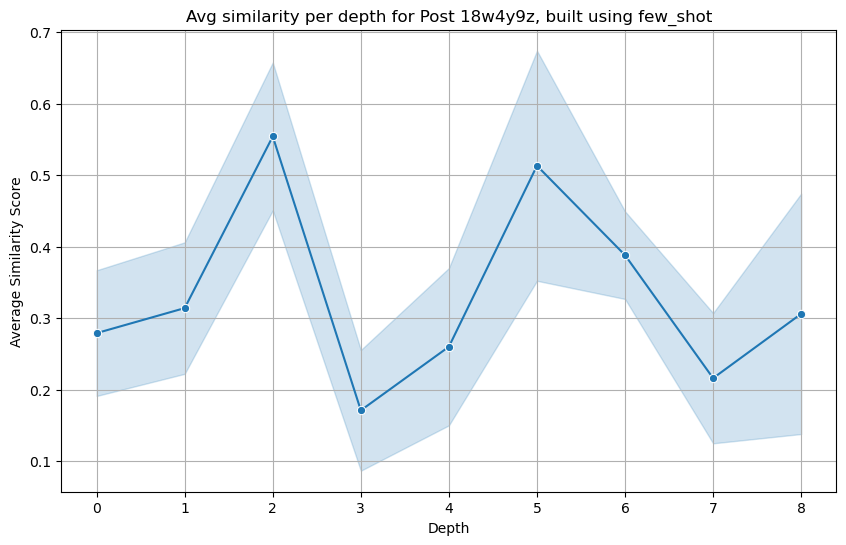 Avg similarity per depth for Post 18w4y9z, built using few_shot
0.7
0.6
0.5
0.4
0.3
0.2
0.1
Average Similarity Score
0 1 2 3 4 5 6 7 8
Depth